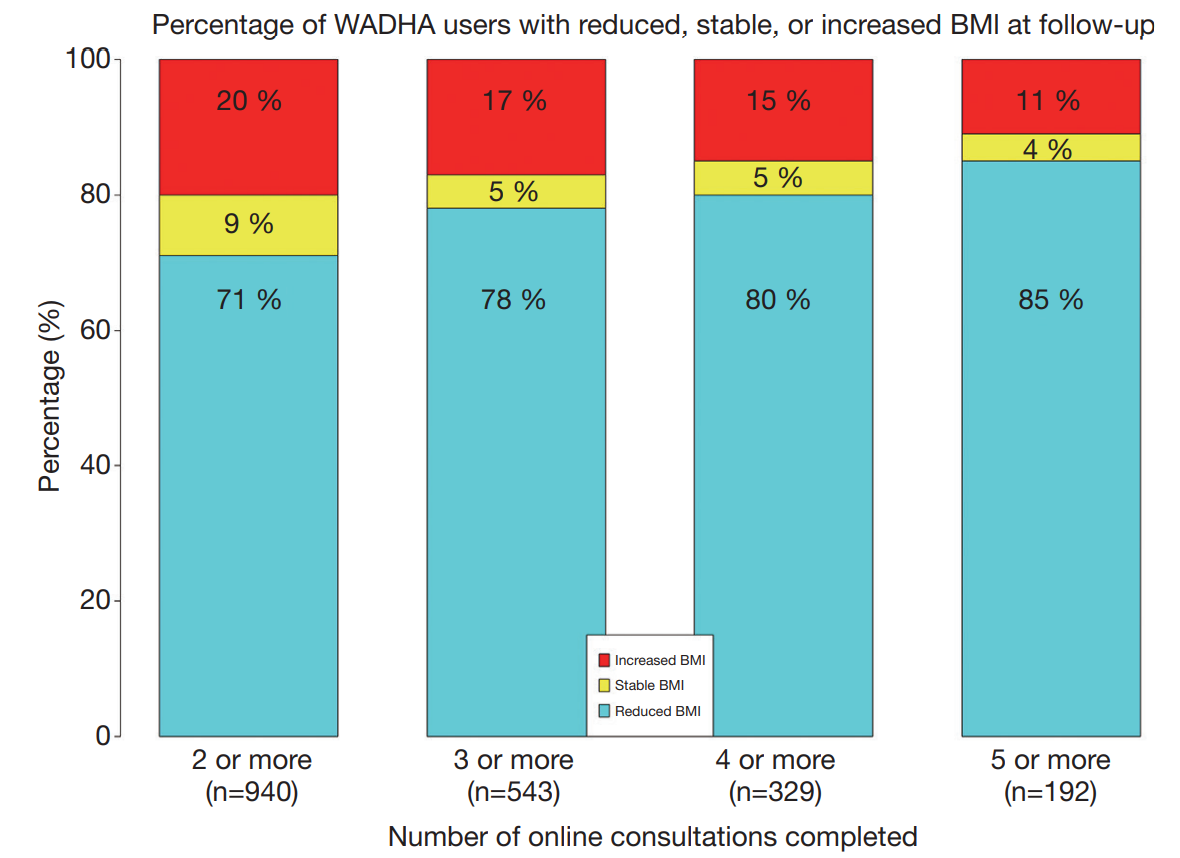 Percentage of WADHA users with reduced, stable, or increased BMI at follow-up
Percentage (%)
100
80
60
40
20
0
20 %
9 %
71 %
17 %
5 %
78 %
15 %
5 %
80 %
11 %
4 %
85 %
Increased BMI
Stable BMI
Reduced BMI
2 or more
(n=940)
3 or more
(n=543)
4 or more
(n=329)
5 or more
(n=192)
Number of online consultations completed